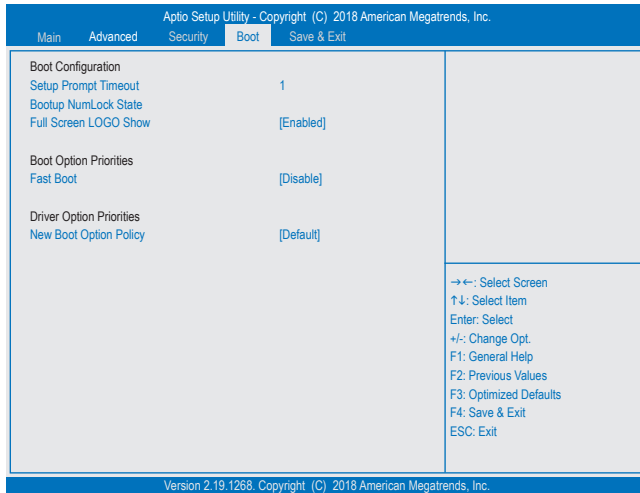 Aptio Setup Utility - Copyright (C) 2018 American Megatrends, Inc.
Main Advanced Security Boot Save & Exit
Boot Configuration
Setup Prompt Timeout 1
Bootup NumLock State
Full Screen LOGO Show [Enabled]
Boot Option Priorities
Fast Boot [Disable]
Driver Option Priorities
New Boot Option Policy [Default]
→←: Select Screen
↑↓: Select Item
Enter: Select
+/-: Change Opt.
F1: General Help
F2: Previous Values
F3: Optimized Defaults
F4: Save & Exit
ESC: Exit
Version 2.19.1268. Copyright (C) 2018 American Megatrends, Inc.